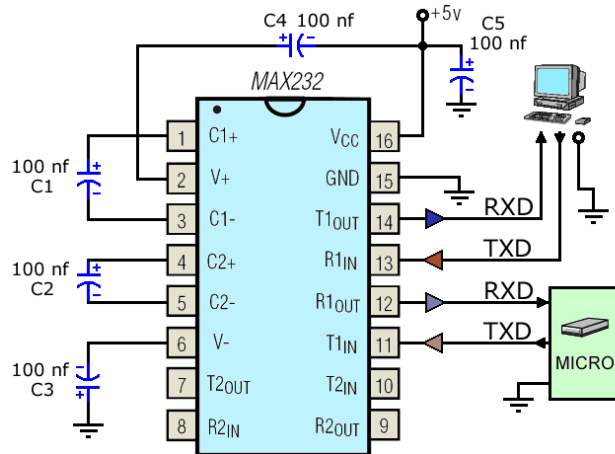 C4 100 nf
+5v
C5
100 nf
MAX232
100 nf
C1
1 C1+ VCC 16
2 V+ GND 15
3 C1- T1OUT 14 RXD
100 nf
C2
4 C2+ R1IN 13 TXD
5 C2- R1OUT 12 RXD
6 V- T1IN 11 TXD
MICRO
100 nf
C3
7 T2OUT T2IN 10
8 R2IN R2OUT 9